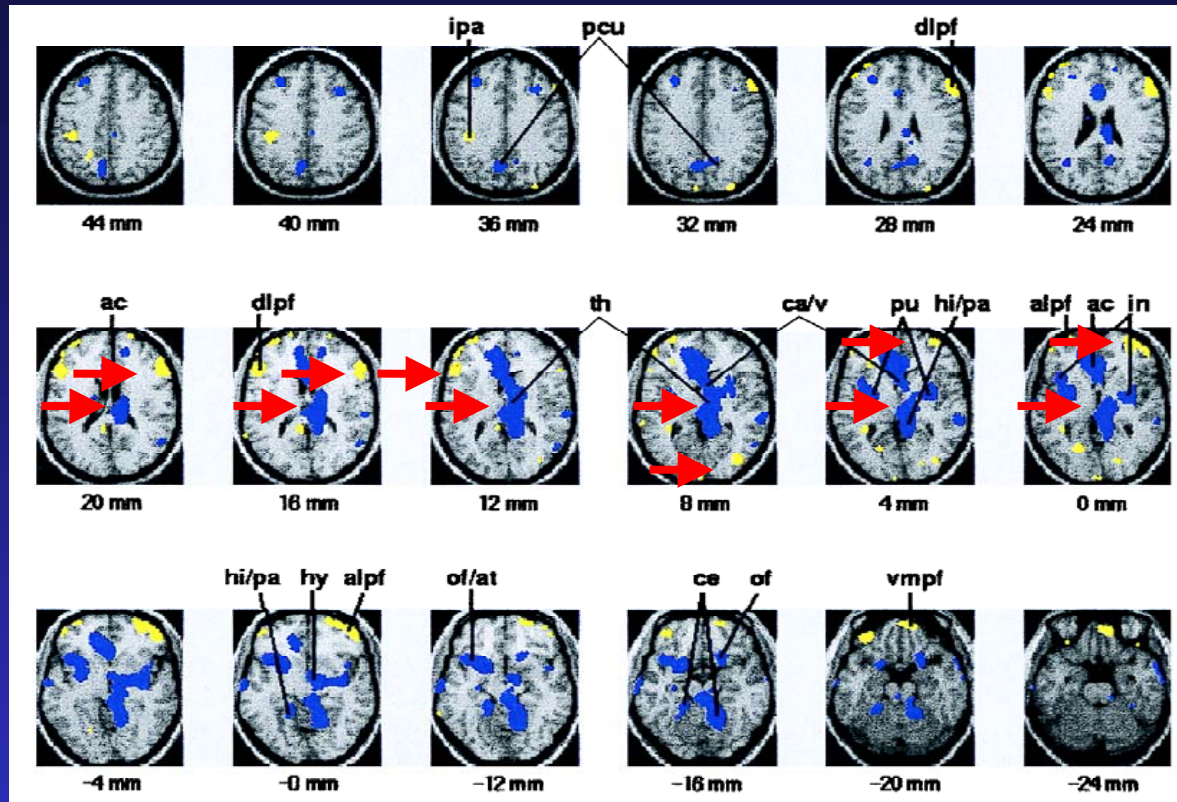 ipa pcu dlpf
44 mm 40 mm 36 mm 32 mm 28 mm 24 mm
ac dlpf th ca/v pu hi/pa alpf ac in
20 mm 16 mm 12 mm 8 mm 4 mm 0 mm
hi/pa hy alpf of/at ce of vmpf
-4 mm -0 mm -12 mm -16 mm -20 mm -24 mm